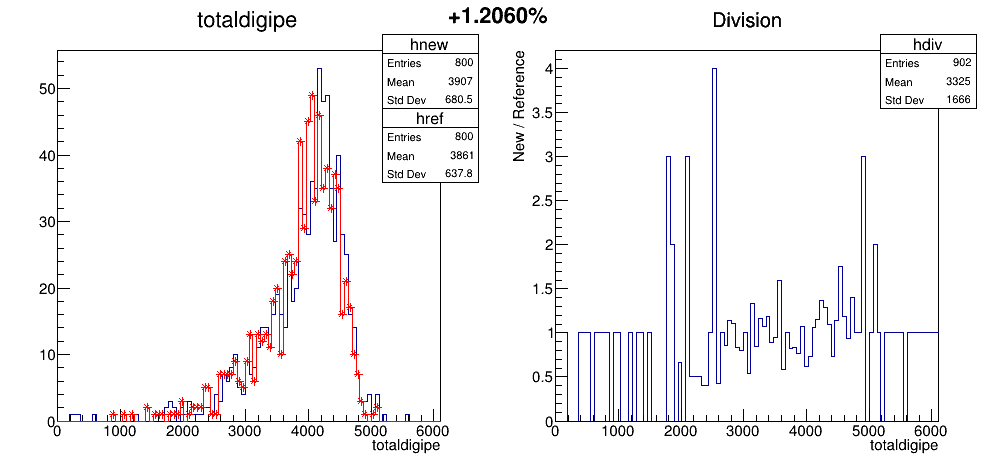 +1.2060%
totaldigipe
hnew
Entries 800
Mean 3907
Std Dev 680.5
href
Entries 800
Mean 3861
Std Dev 637.8
50
40
30
20
10
0
0 1000 2000 3000 4000 5000 6000
totaldigipe
Division
hdiv
Entries 902
Mean 3325
Std Dev 1666
New / Reference
4
3.5
3
2.5
2
1.5
1
0.5
0
0 1000 2000 3000 4000 5000 6000
totaldigipe